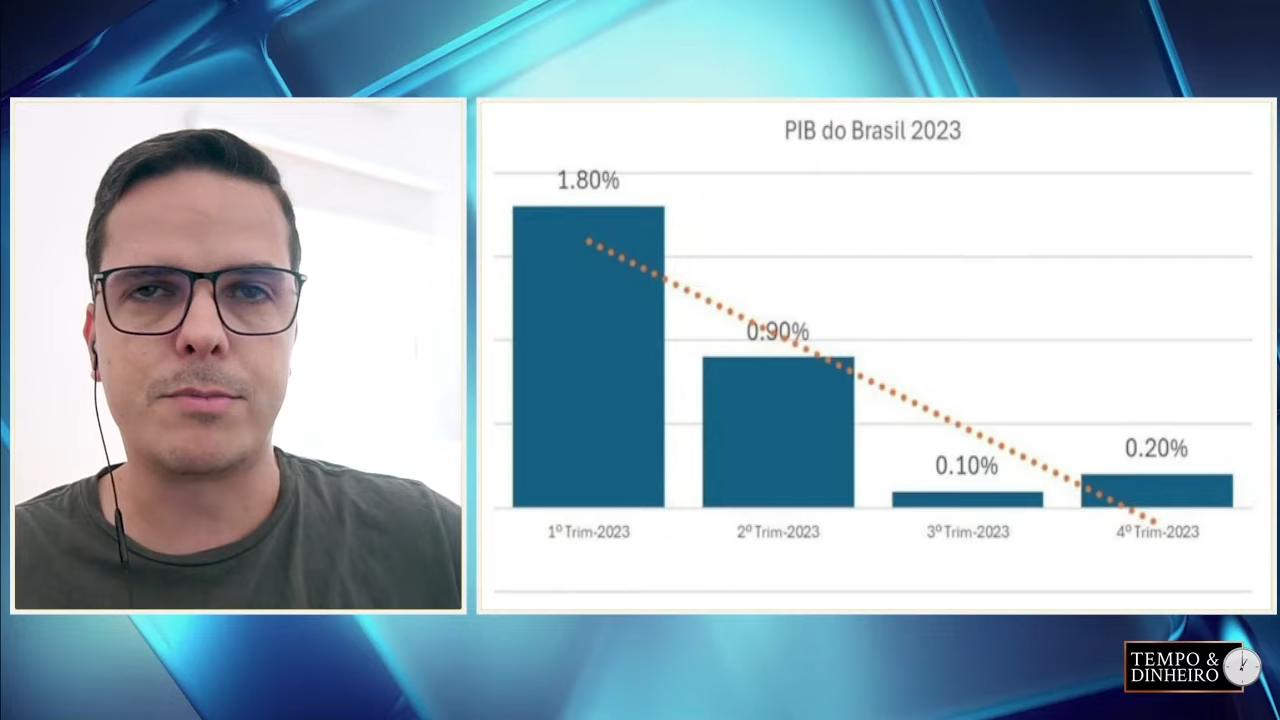 PIB do Brasil 2023
1.80%
0.90%
0.10%
0.20%
1º Trim-2023
2º Trim-2023
3º Trim-2023
4º Trim-2023
TEMPO &
DINHEIRO